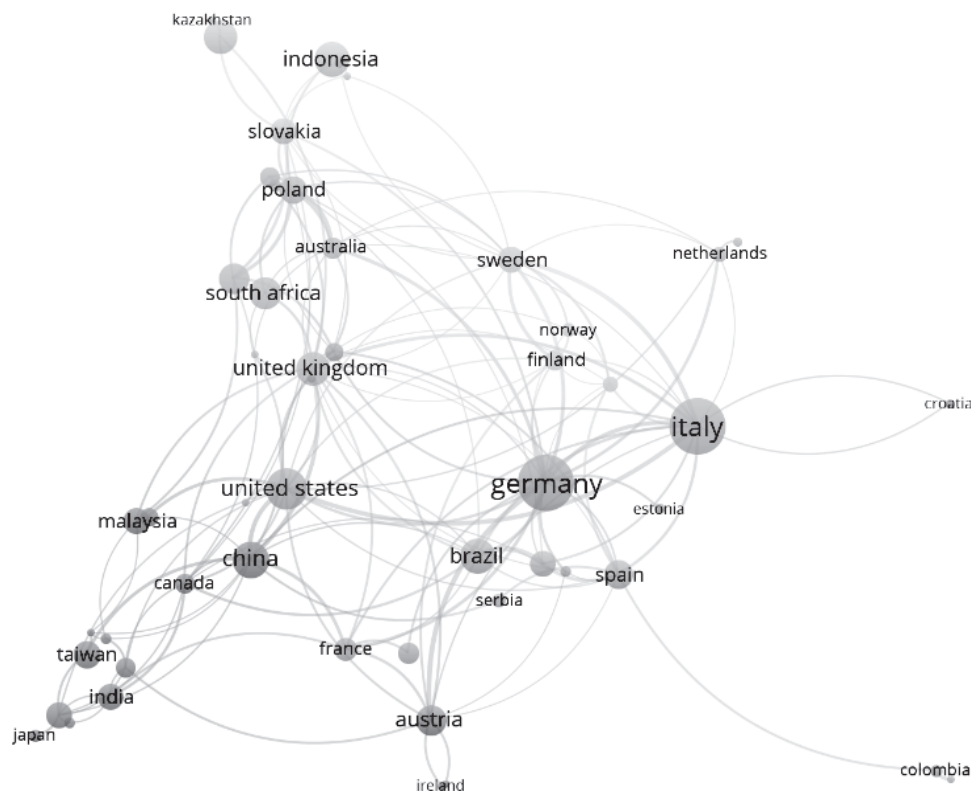 kazakhstan
indonesia
slovakia
poland
australia
sweden
netherlands
south africa
norway
finland
united kingdom
croatia
italy
germany
united states
estonia
malaysia
china
brazil
canada
spain
serbia
france
taiwan
india
austria
japan
colombia
ireland